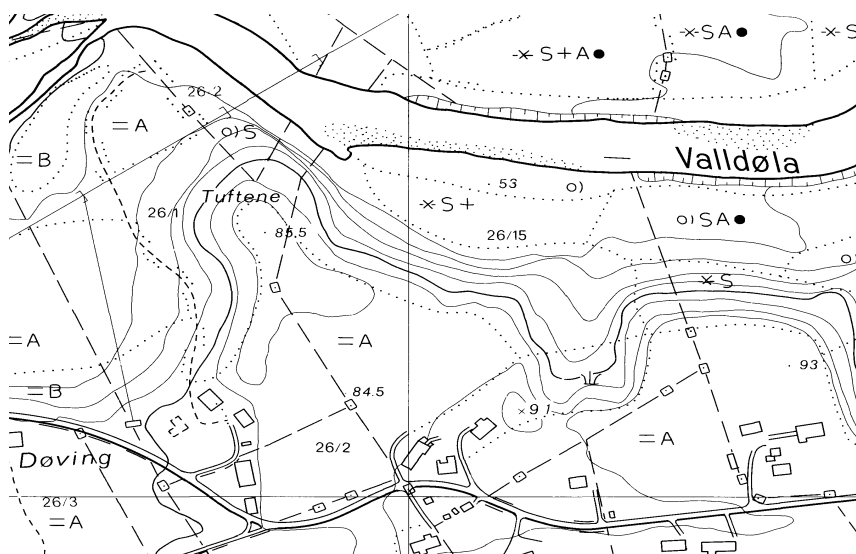 SA
S
S+A
26 2
A
O) S
B
Valldøla
53
O)
Tuftene
S+
26/1
O) SA
85.5
26/15
O
S
A
A
93
B
84.5
91
26/2
A
Døving
26/3
A